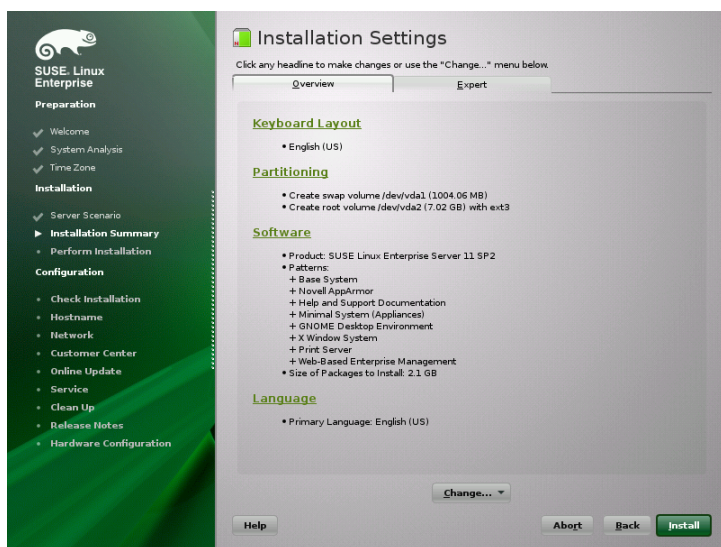 SUSE. Linux
Enterprise
Preparation
Welcome
System Analysis
Time Zone
Installation
Server Scenario
Installation Summary
Perform Installation
Configuration
Check Installation
Hostname
Network
Customer Center
Online Update
Service
Clean Up
Release Notes
Hardware Configuration
Installation Settings
Click any headline to make changes or use the "Change..." menu below.
Overview
Expert
Keyboard Layout
• English (US)
Partitioning
• Create swap volume /dev/vda1 (1004.06 MB)
• Create root volume /dev/vda2 (7.02 GB) with ext3
Software
• Product: SUSE Linux Enterprise Server 11 SP2
• Patterns:
+ Base System
+ Novell AppArmor
+ Help and Support Documentation
+ Minimal System (Appliances)
+ GNOME Desktop Environment
+ X Window System
+ Print Server
+ Web-Based Enterprise Management
• Size of Packages to Install: 2.1 GB
Language
• Primary Language: English (US)
Change...
Help
Abort
Back
Install